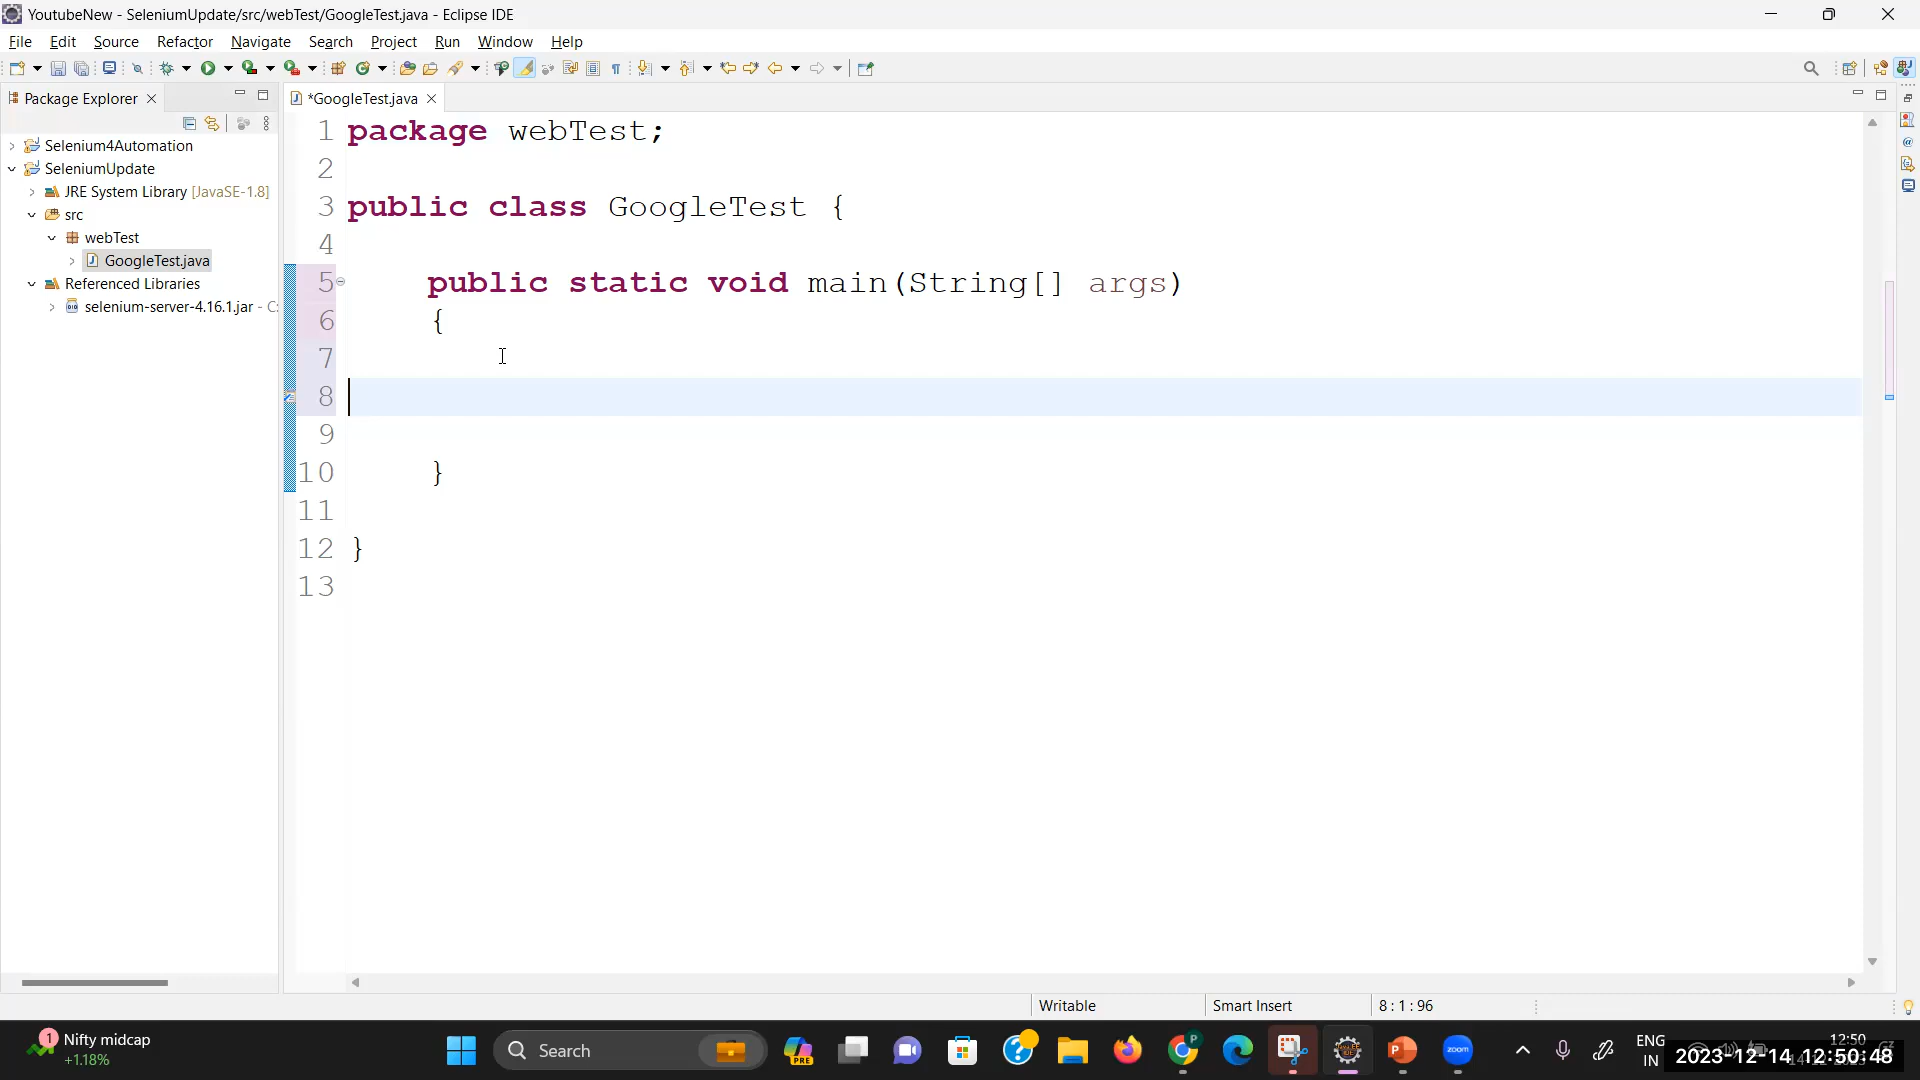 YoutubeNew - SeleniumUpdate/src/webTest/GoogleTest.java - Eclipse IDE
File Edit Source Refactor Navigate Search Project Run Window Help
Package Explorer
*GoogleTest.java
Selenium4Automation
SeleniumUpdate
JRE System Library [JavaSE-1.8]
src
webTest
GoogleTest.java
Referenced Libraries
selenium-server-4.16.1.jar - C:
1 package webTest;
2
3 public class GoogleTest {
4
5 public static void main(String[] args)
6 {
7
8
9
10 }
11
12 }
13
Writable Smart Insert 8 : 1 : 96
1 Nifty midcap
+1.18%
Search
PRE
zoom
ENG
IN
12:50
2023-12-14 12:50:48